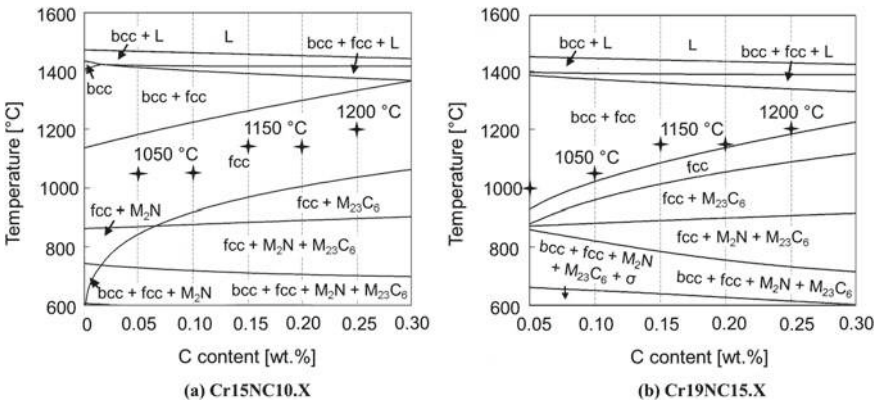 1600
1400
1200
1000
800
600
Temperature [°C]
bcc + L
L
bcc + fcc + L
bcc
bcc + fcc
1200 °C
1150 °C
1050 °C
fcc
fcc + M₂N
fcc + M₂₃C₆
fcc + M₂N + M₂₃C₆
bcc + fcc + M₂N
bcc + fcc + M₂N + M₂₃C₆
0 0.05 0.10 0.15 0.20 0.25 0.30
C content [wt.%]
(a) Cr15NC10.X
1600
1400
1200
1000
800
600
Temperature [°C]
bcc + L
L
bcc + fcc + L
bcc + fcc
1200 °C
1150 °C
1050 °C
fcc
fcc + M₂₃C₆
fcc + M₂N + M₂₃C₆
bcc + fcc + M₂N
+ M₂₃C₆ + σ
bcc + fcc + M₂N + M₂₃C₆
0.05 0.10 0.15 0.20 0.25 0.30
C content [wt.%]
(b) Cr19NC15.X